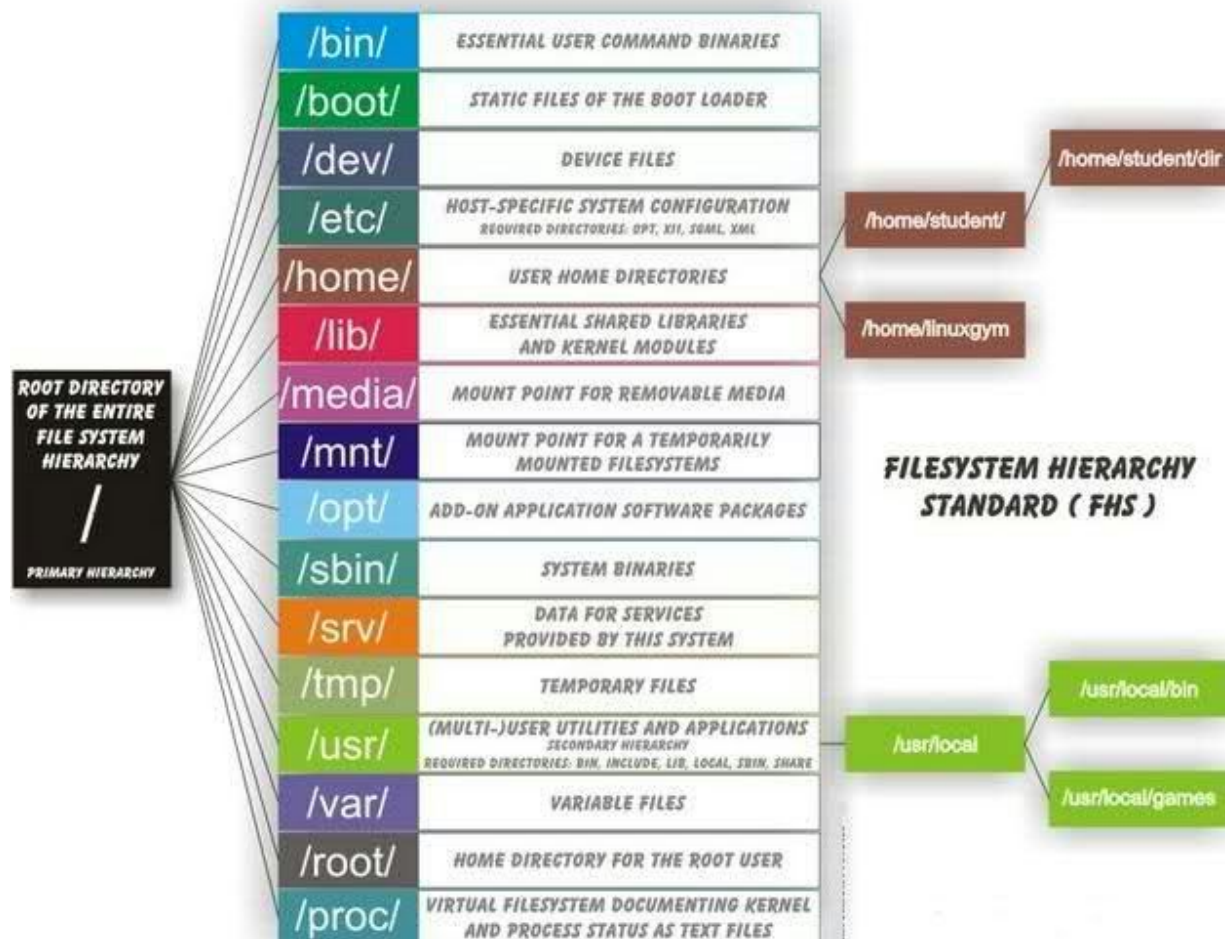 ROOT DIRECTORY
OF THE ENTIRE
FILE SYSTEM
HIERARCHY
/
PRIMARY HIERARCHY
/bin/
ESSENTIAL USER COMMAND BINARIES
/boot/
STATIC FILES OF THE BOOT LOADER
/dev/
DEVICE FILES
/etc/
HOST-SPECIFIC SYSTEM CONFIGURATION
REQUIRED DIRECTORIES: OPT, X11, SGML, XML
/home/
USER HOME DIRECTORIES
/home/student/
/home/student/dir
/home/linuxgym
/lib/
ESSENTIAL SHARED LIBRARIES
AND KERNEL MODULES
/media/
MOUNT POINT FOR REMOVABLE MEDIA
/mnt/
MOUNT POINT FOR A TEMPORARILY
MOUNTED FILESYSTEMS
/opt/
ADD-ON APPLICATION SOFTWARE PACKAGES
/sbin/
SYSTEM BINARIES
/srv/
DATA FOR SERVICES
PROVIDED BY THIS SYSTEM
/tmp/
TEMPORARY FILES
/usr/
(MULTI-)USER UTILITIES AND APPLICATIONS
SECONDARY HIERARCHY
REQUIRED DIRECTORIES: BIN, INCLUDE, LIB, LOCAL, SBIN, SHARE
/usr/local
/usr/local/bin
/usr/local/games
/var/
VARIABLE FILES
/root/
HOME DIRECTORY FOR THE ROOT USER
/proc/
VIRTUAL FILESYSTEM DOCUMENTING KERNEL
AND PROCESS STATUS AS TEXT FILES
FILESYSTEM HIERARCHY
STANDARD ( FHS )